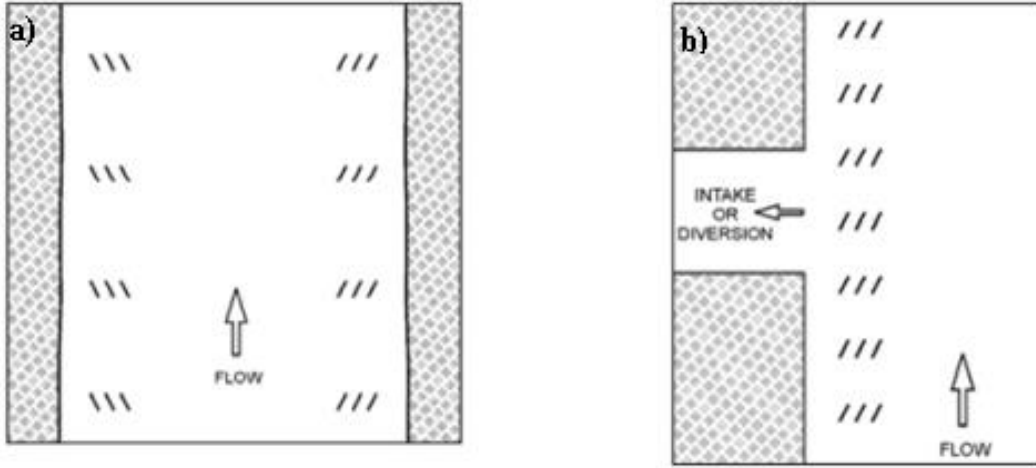 a)
FLOW
b)
INTAKE
OR
DIVERSION
FLOW